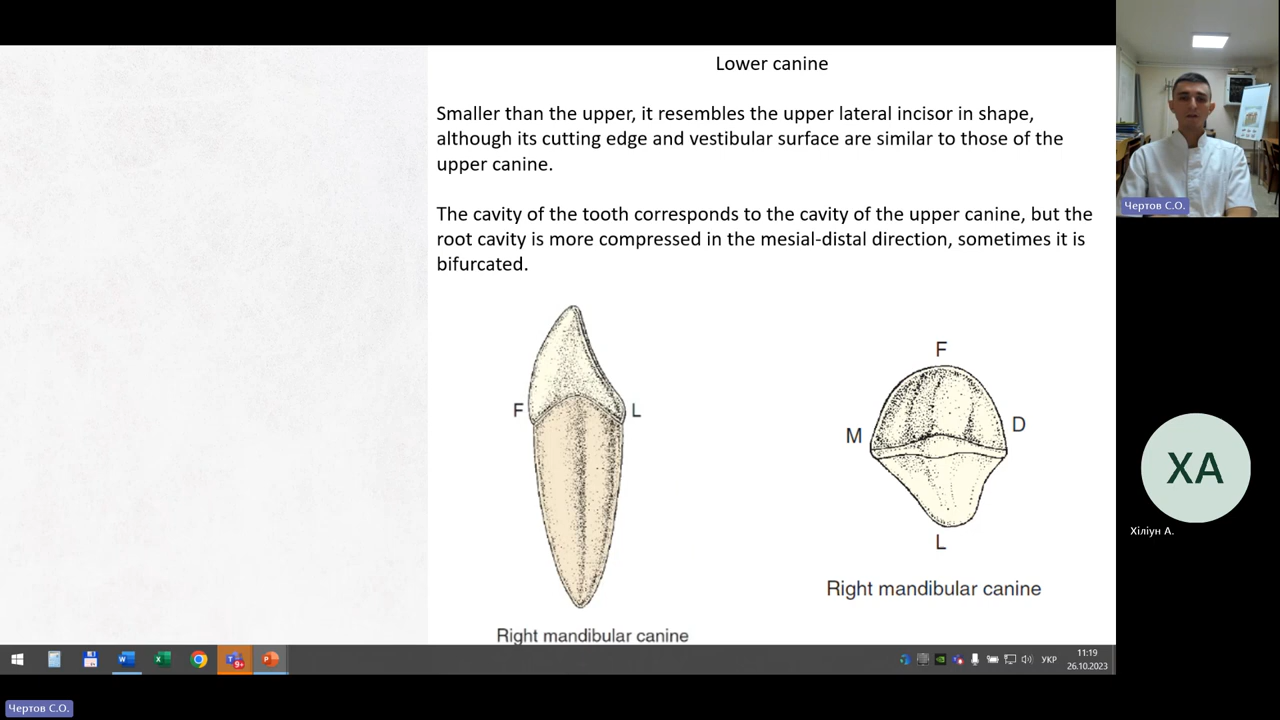 Lower canine
Smaller than the upper, it resembles the upper lateral incisor in shape,
although its cutting edge and vestibular surface are similar to those of the
upper canine.
The cavity of the tooth corresponds to the cavity of the upper canine, but the
root cavity is more compressed in the mesial-distal direction, sometimes it is
bifurcated.
F
L
Right mandibular canine
F
M
D
L
Right mandibular canine
Чертов С.О.
ХА
Хіліун А.
9+
УКР
11:19
26.10.2023
Чертов С.О.